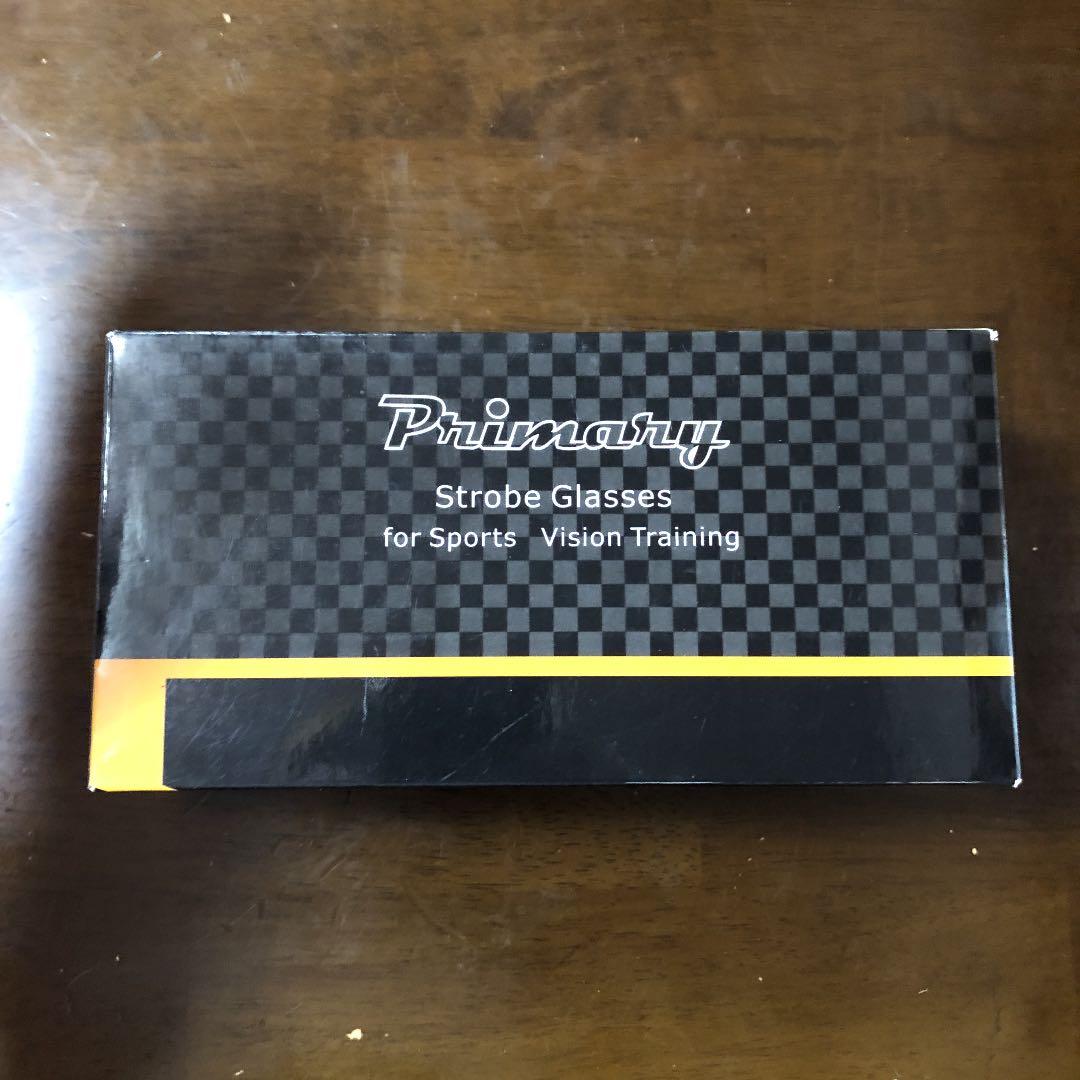 Primary
Strobe Glasses
for Sports Vision Training